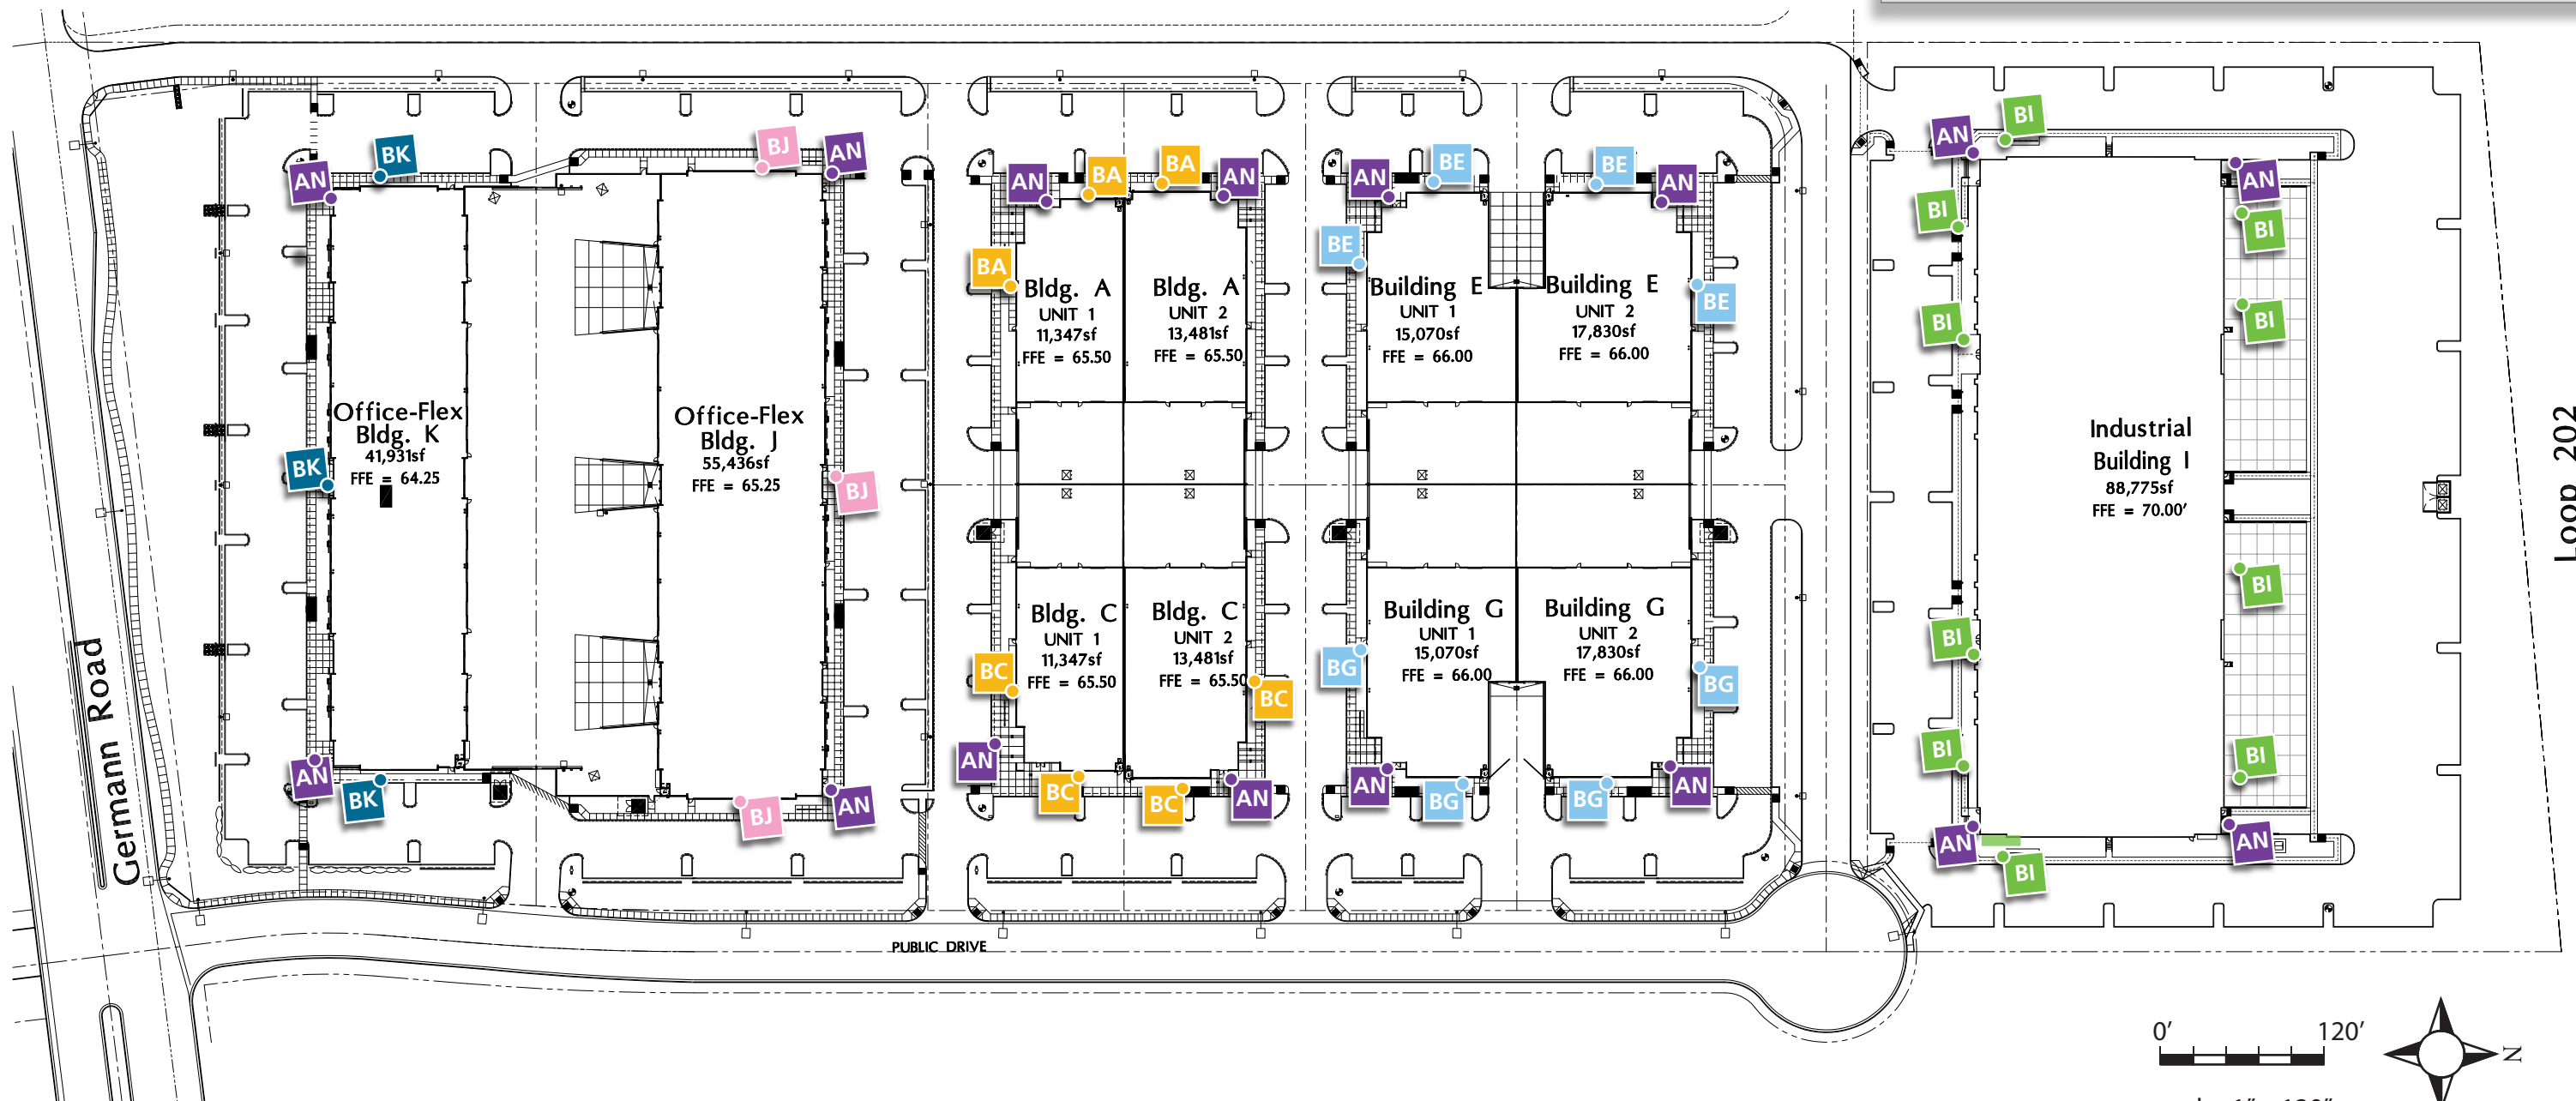 BK
AN
BJ
AN
AN
BA
BA
AN
AN
BE
BE
AN
AN
BI
AN
BA
BE
BE
BI
BI
BI
BI
Bldg. A
UNIT 1
11,347sf
FFE = 65.50
Bldg. A
UNIT 2
13,481sf
FFE = 65.50
Building E
UNIT 1
15,070sf
FFE = 66.00
Building E
UNIT 2
17,830sf
FFE = 66.00
Office-Flex
Bldg. K
41,931sf
FFE = 64.25
Office-Flex
Bldg. J
55,436sf
FFE = 65.25
Industrial
Building I
88,775sf
FFE = 70.00'
Loop 202
BK
BJ
Bldg. C
UNIT 1
11,347sf
FFE = 65.50
Bldg. C
UNIT 2
13,481sf
FFE = 65.50
Building G
UNIT 1
15,070sf
FFE = 66.00
Building G
UNIT 2
17,830sf
FFE = 66.00
BI
BI
BC
BC
BG
BG
BI
BI
Germann Road
AN
BK
BJ
AN
AN
BC
BC
AN
AN
BG
BG
AN
AN
BI
AN
PUBLIC DRIVE
0' 120'
N